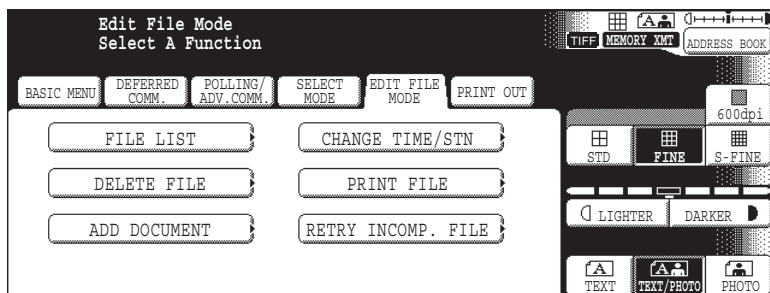 Edit File Mode
Select A Function
TIFF MEMORY XMT ADDRESS BOOK
BASIC MENU DEFERRED COMM. POLLING/ ADV.COMM. SELECT MODE EDIT FILE MODE PRINT OUT
600dpi
FILE LIST CHANGE TIME/STN
STD FINE S-FINE
DELETE FILE PRINT FILE
LIGHTER DARKER
ADD DOCUMENT RETRY INCOMP. FILE
A A A
TEXT TEXT/PHOTO PHOTO